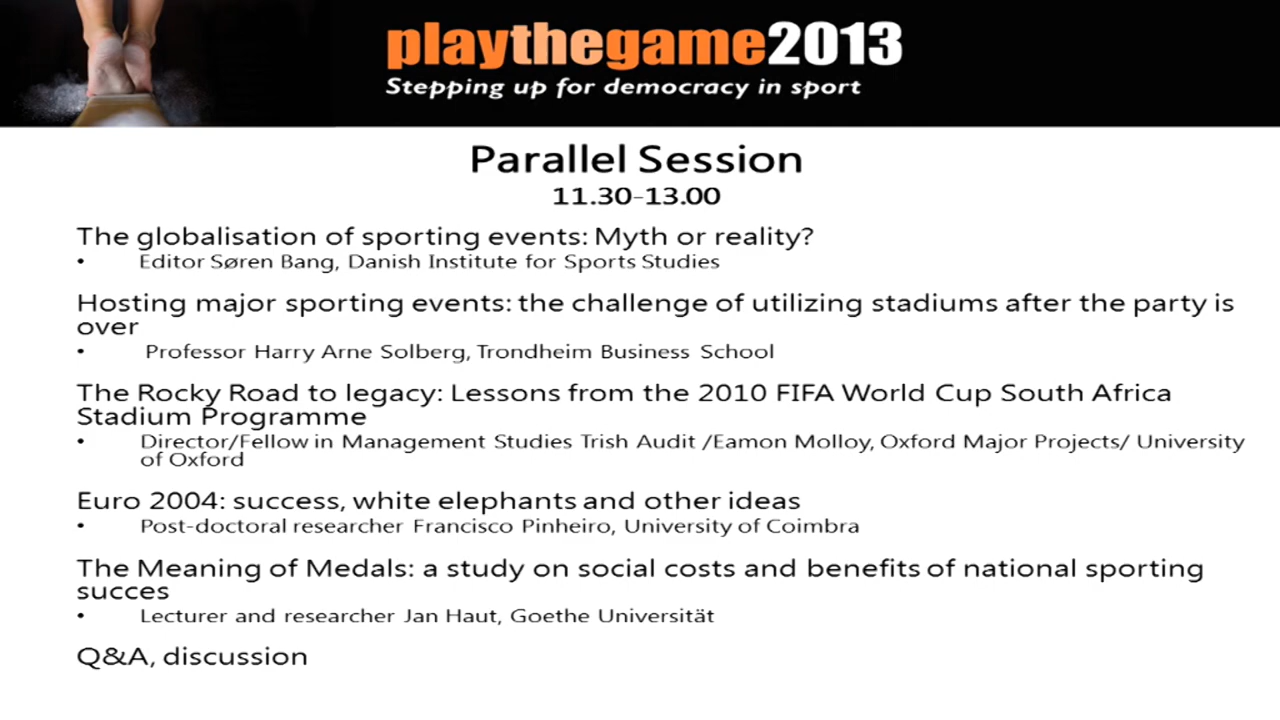 playthegame2013
Stepping up for democracy in sport
Parallel Session
11.30-13.00
The globalisation of sporting events: Myth or reality?
• Editor Søren Bang, Danish Institute for Sports Studies
Hosting major sporting events: the challenge of utilizing stadiums after the party is
over
• Professor Harry Arne Solberg, Trondheim Business School
The Rocky Road to legacy: Lessons from the 2010 FIFA World Cup South Africa
Stadium Programme
• Director/Fellow in Management Studies Trish Audit /Eamon Molloy, Oxford Major Projects/ University
of Oxford
Euro 2004: success, white elephants and other ideas
• Post-doctoral researcher Francisco Pinheiro, University of Coimbra
The Meaning of Medals: a study on social costs and benefits of national sporting
succes
• Lecturer and researcher Jan Haut, Goethe Universität
Q&A, discussion